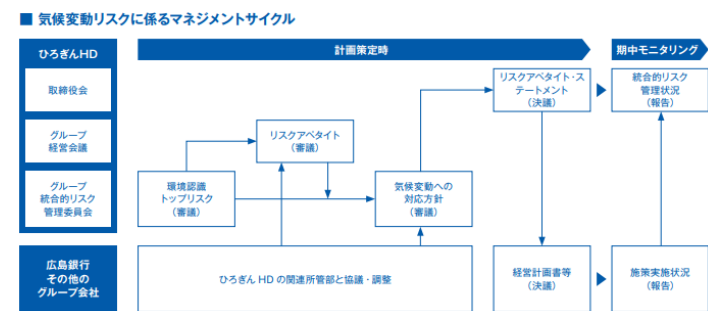 ■ 気候変動リスクに係るマネジメントサイクル
ひろぎんHD
計画策定時
期中モニタリング
取締役会
リスクアペタイト・ス
テートメント
(決議)
統合的リスク
管理状況
(報告)
グループ
経営会議
リスクアペタイト
(審議)
グループ
統合的リスク
管理委員会
環境認識
トップリスク
(審議)
気候変動への
対応方針
(審議)
広島銀行
その他の
グループ会社
ひろぎん HD の関連所管部と協議・調整
経営計画書等
(決議)
施策実施状況
(報告)